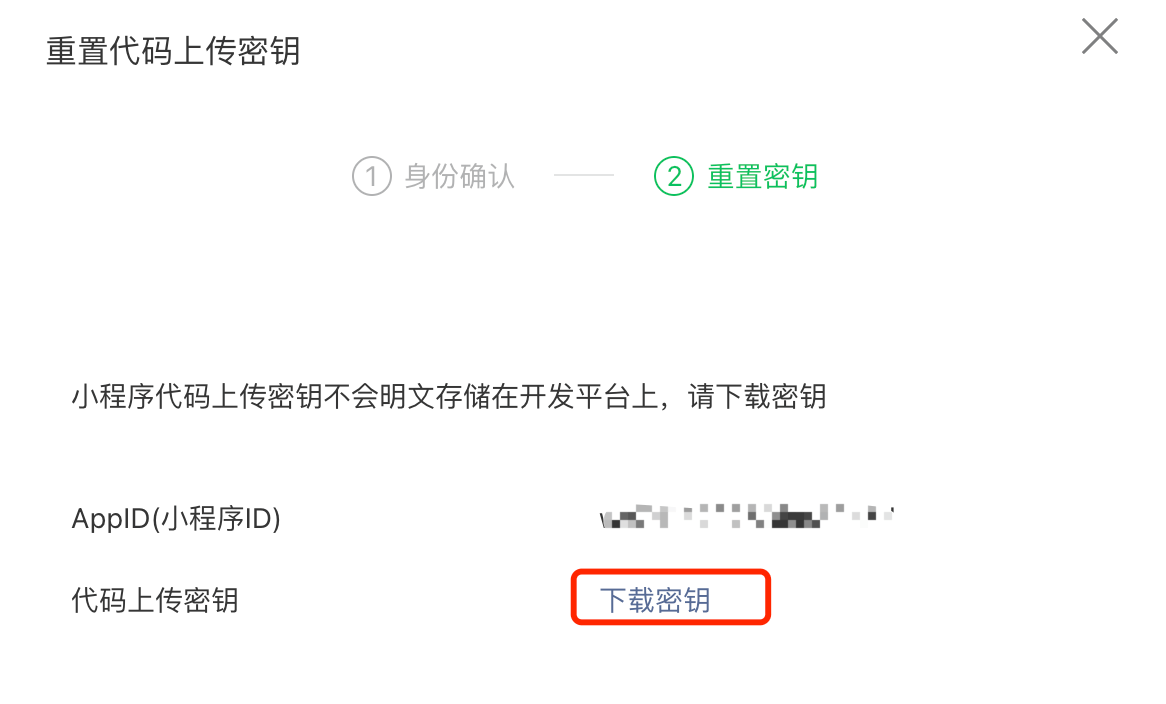 重置代码上传密钥
1 身份确认 2 重置密钥
小程序代码上传密钥不会明文存储在开发平台上，请下载密钥
AppID(小程序ID)
代码上传密钥 下载密钥